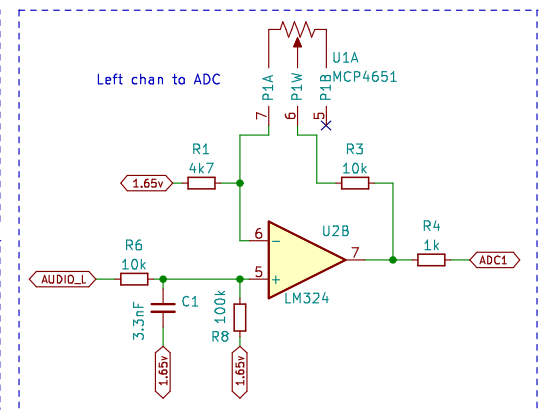 U1A
MCP4651
Left chan to ADC
P1A
P1W
P1B
7
6
5
R1
4k7
1.65v
R3
10k
6
U2B
7
R4
1k
ADC1
R6
10k
AUDIO_L
5
LM324
C1
3.3nF
100k
R8
1.65v
1.65v